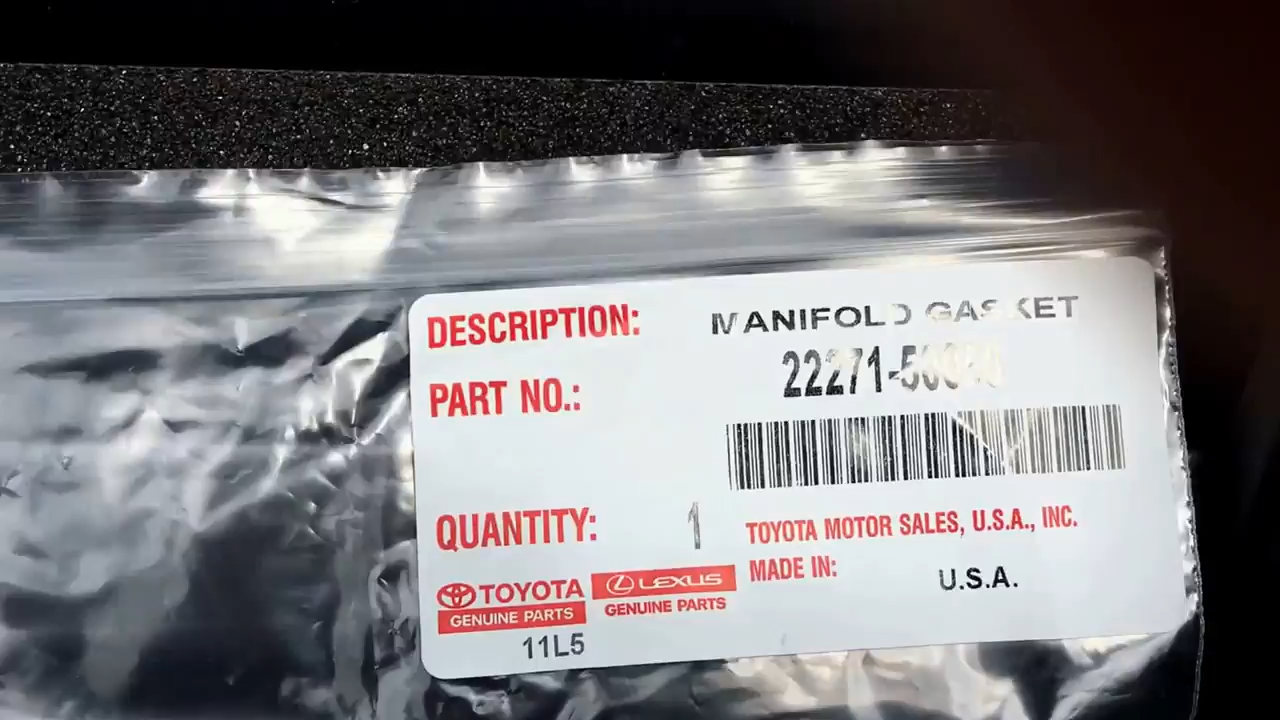 DESCRIPTION: MANIFOLD GASKET
PART NO.:
QUANTITY: 1
TOYOTA MOTOR SALES, U.S.A., INC.
MADE IN: U.S.A.
TOYOTA
GENUINE PARTS
LEXUS
GENUINE PARTS
11L5